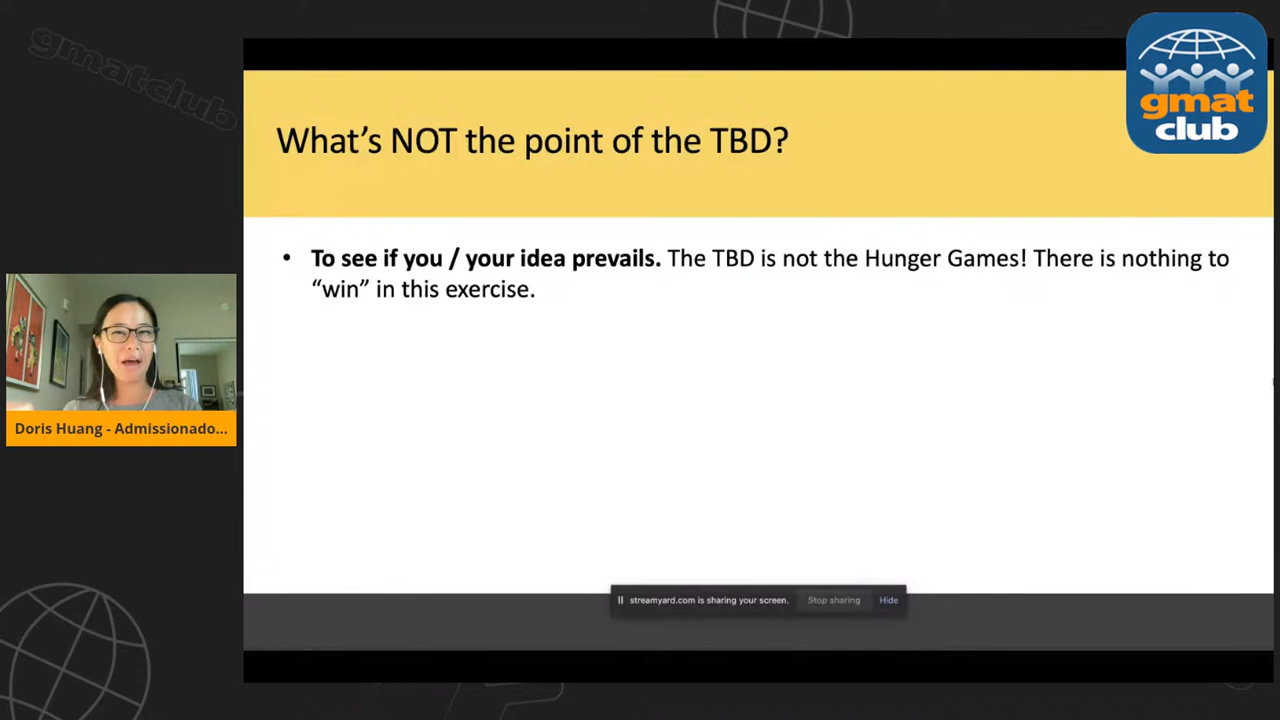 gmatclub
gmat
club
What's NOT the point of the TBD?
• To see if you / your idea prevails. The TBD is not the Hunger Games! There is nothing to
“win” in this exercise.
Doris Huang - Admissionado...
streamyard.com is sharing your screen. Stop sharing Hide